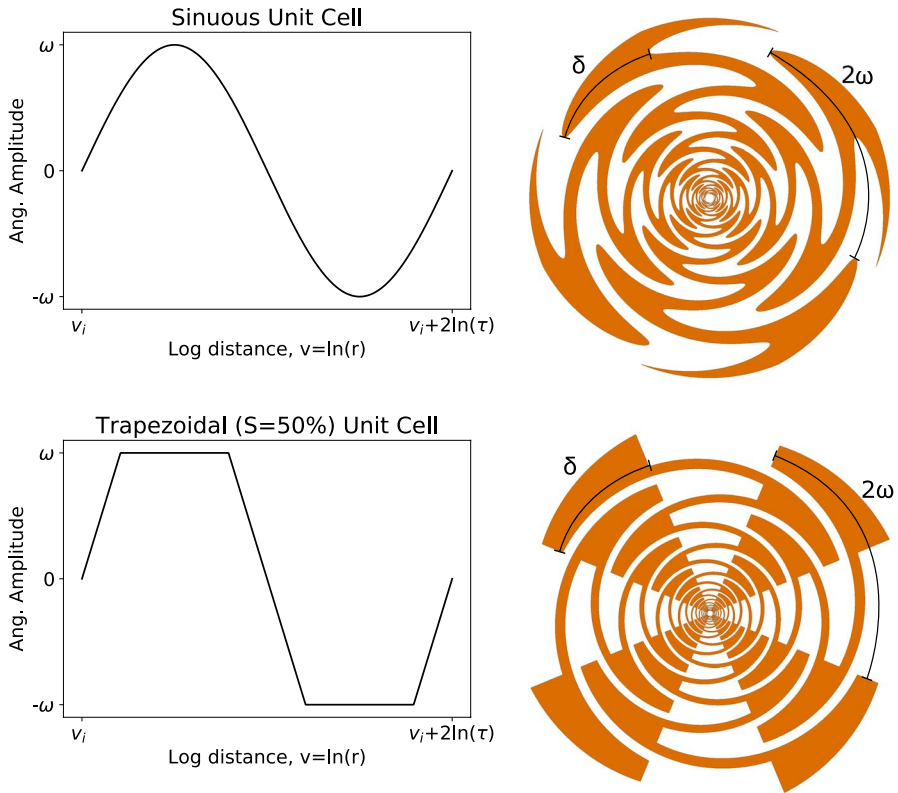 Sinuous Unit Cell
ω
0
-ω
Ang. Amplitude
v_i
v_i+2ln(τ)
Log distance, v=ln(r)
δ
2ω
Trapezoidal (S=50%) Unit Cell
ω
0
-ω
Ang. Amplitude
v_i
v_i+2ln(τ)
Log distance, v=ln(r)
δ
2ω